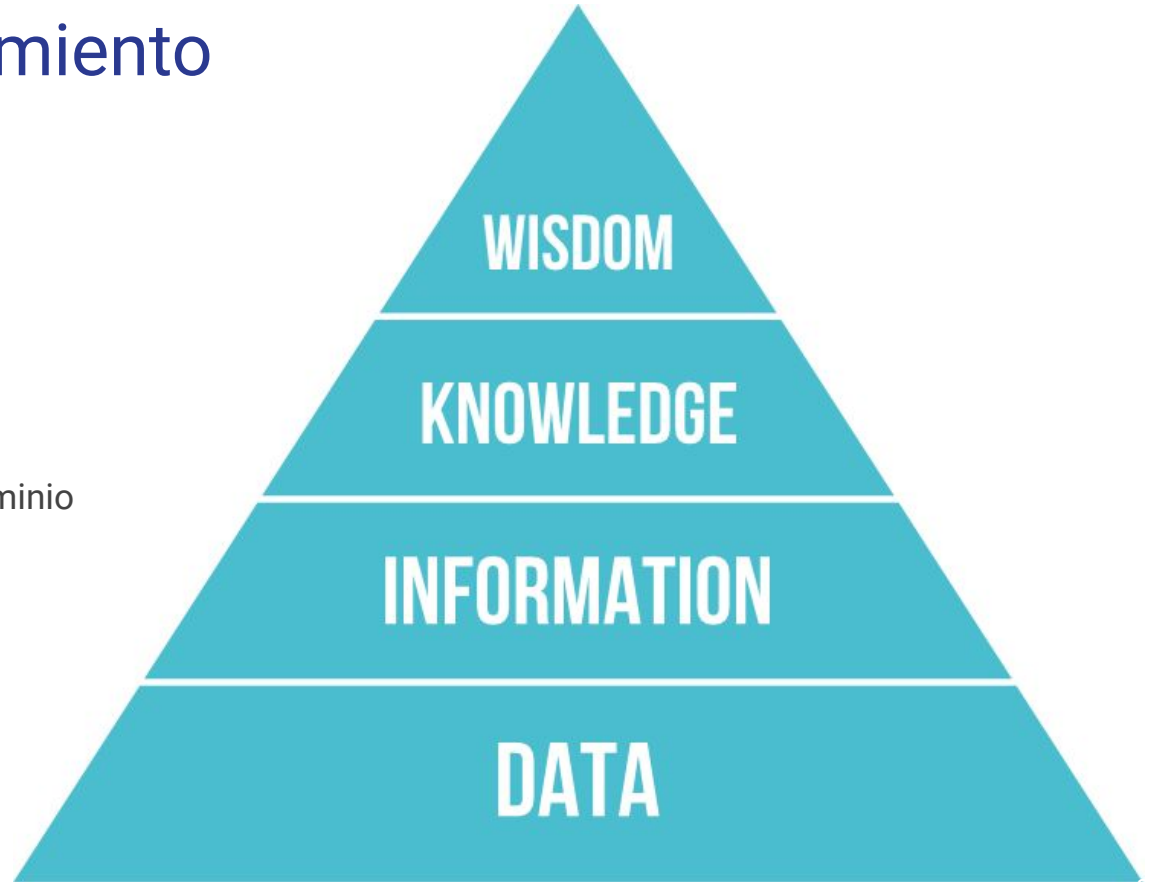 miento
WISDOM
KNOWLEDGE
minio
INFORMATION
DATA